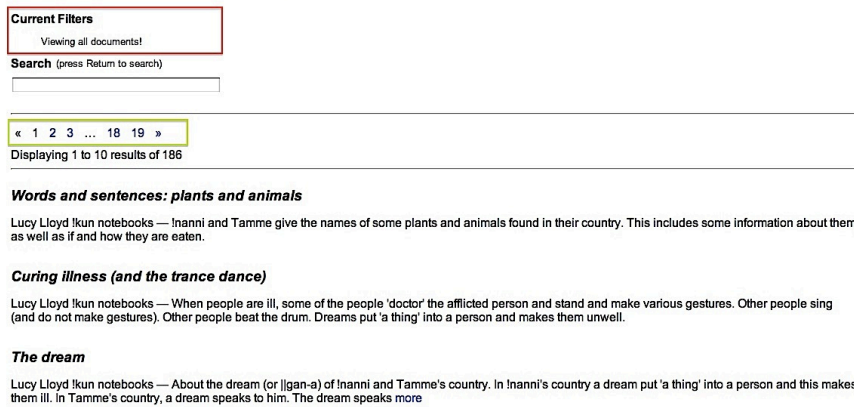 Current Filters
Viewing all documents!
Search (press Return to search)
« 1 2 3 ... 18 19 »
Displaying 1 to 10 results of 186
Words and sentences: plants and animals
Lucy Lloyd !kun notebooks — !nanni and Tamme give the names of some plants and animals found in their country. This includes some information about them
as well as if and how they are eaten.
Curing illness (and the trance dance)
Lucy Lloyd !kun notebooks — When people are ill, some of the people 'doctor' the afflicted person and stand and make various gestures. Other people sing
(and do not make gestures). Other people beat the drum. Dreams put 'a thing' into a person and makes them unwell.
The dream
Lucy Lloyd !kun notebooks — About the dream (or ||gan-a) of !nanni and Tamme's country. In !nanni's country a dream put 'a thing' into a person and this makes
them ill. In Tamme's country, a dream speaks to him. The dream speaks more